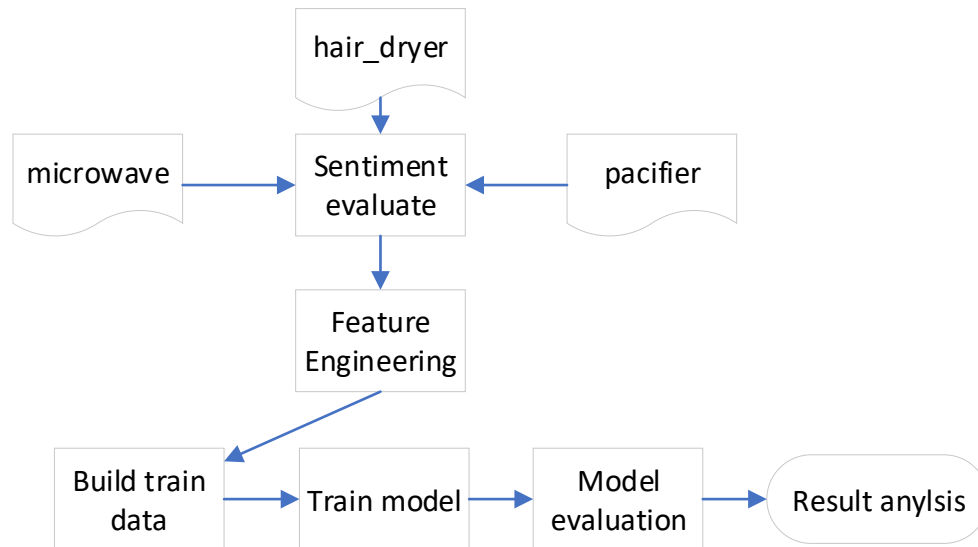 hair_dryer
microwave
Sentiment
evaluate
pacifier
Feature
Engineering
Build train
data
Train model
Model
evaluation
Result anylsis